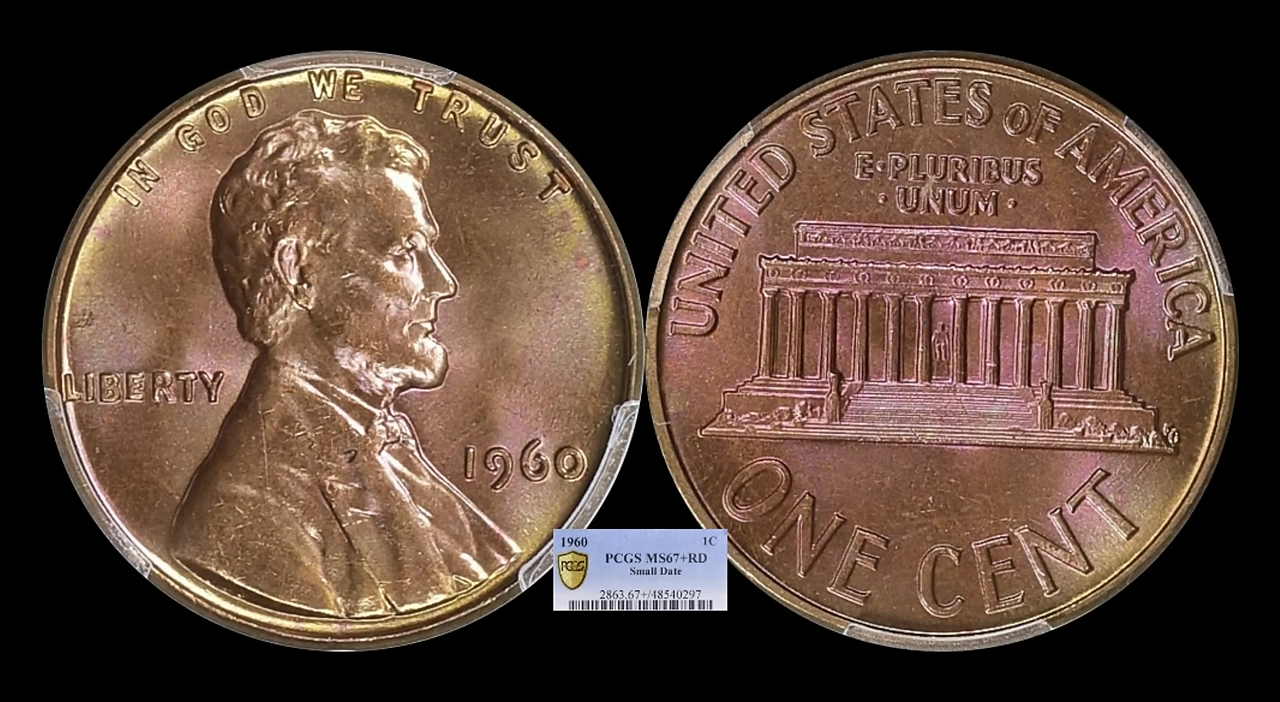 IN GOD WE TRUST
LIBERTY
1960
UNITED STATES OF AMERICA
E·PLURIBUS
·UNUM·
ONE CENT
1960 1C
PCGS MS67+RD
Small Date
PCGS
2863.67+/48540297